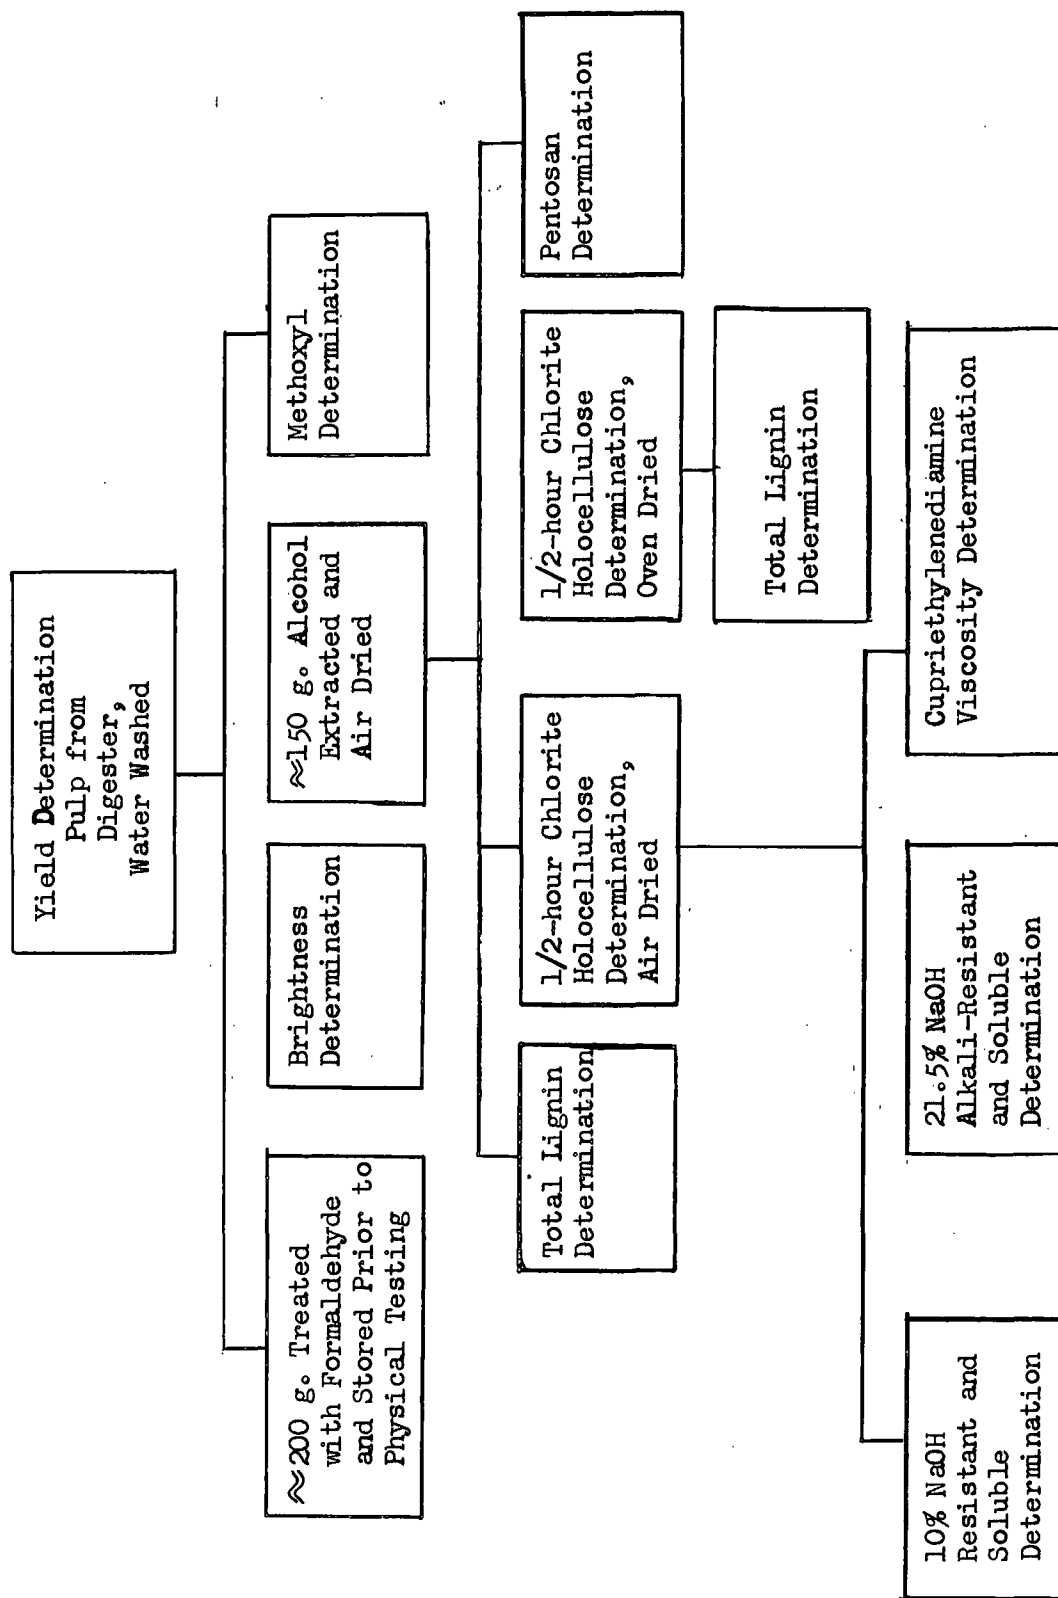 Yield Determination
Pulp from
Digester,
Water Washed
≈200 g. Treated
with Formaldehyde
and Stored Prior to
Physical Testing
Brightness
Determination
≈150 g. Alcohol
Extracted and
Air Dried
Methoxyl
Determination
Total Lignin
Determination
1/2-hour Chlorite
Holocellulose
Determination,
Air Dried
1/2-hour Chlorite
Holocellulose
Determination,
Oven Dried
Pentosan
Determination
Total Lignin
Determination
10% NaOH
Resistant and
Soluble
Determination
21.5% NaOH
Alkali-Resistant
and Soluble
Determination
Cupriethylenediamine
Viscosity Determination